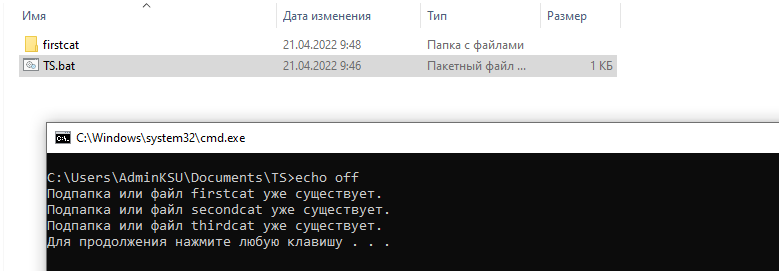 Имя Дата изменения Тип Размер
firstcat 21.04.2022 9:48 Папка с файлами
TS.bat 21.04.2022 9:46 Пакетный файл ... 1 КБ
C:\Windows\system32\cmd.exe
C:\Users\AdminKSU\Documents\TS>echo off
Подпапка или файл firstcat уже существует.
Подпапка или файл secondcat уже существует.
Подпапка или файл thirdcat уже существует.
Для продолжения нажмите любую клавишу . . .